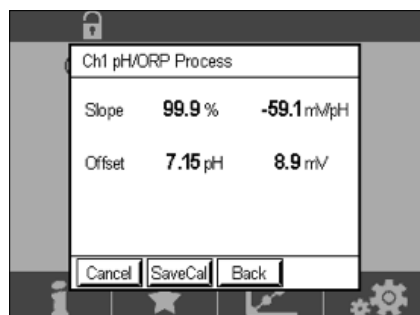 Ch1 pH/ORP Process
Slope 99.9 % -59.1 mV/pH
Offset 7.15 pH 8.9 mV
Cancel SaveCal Back